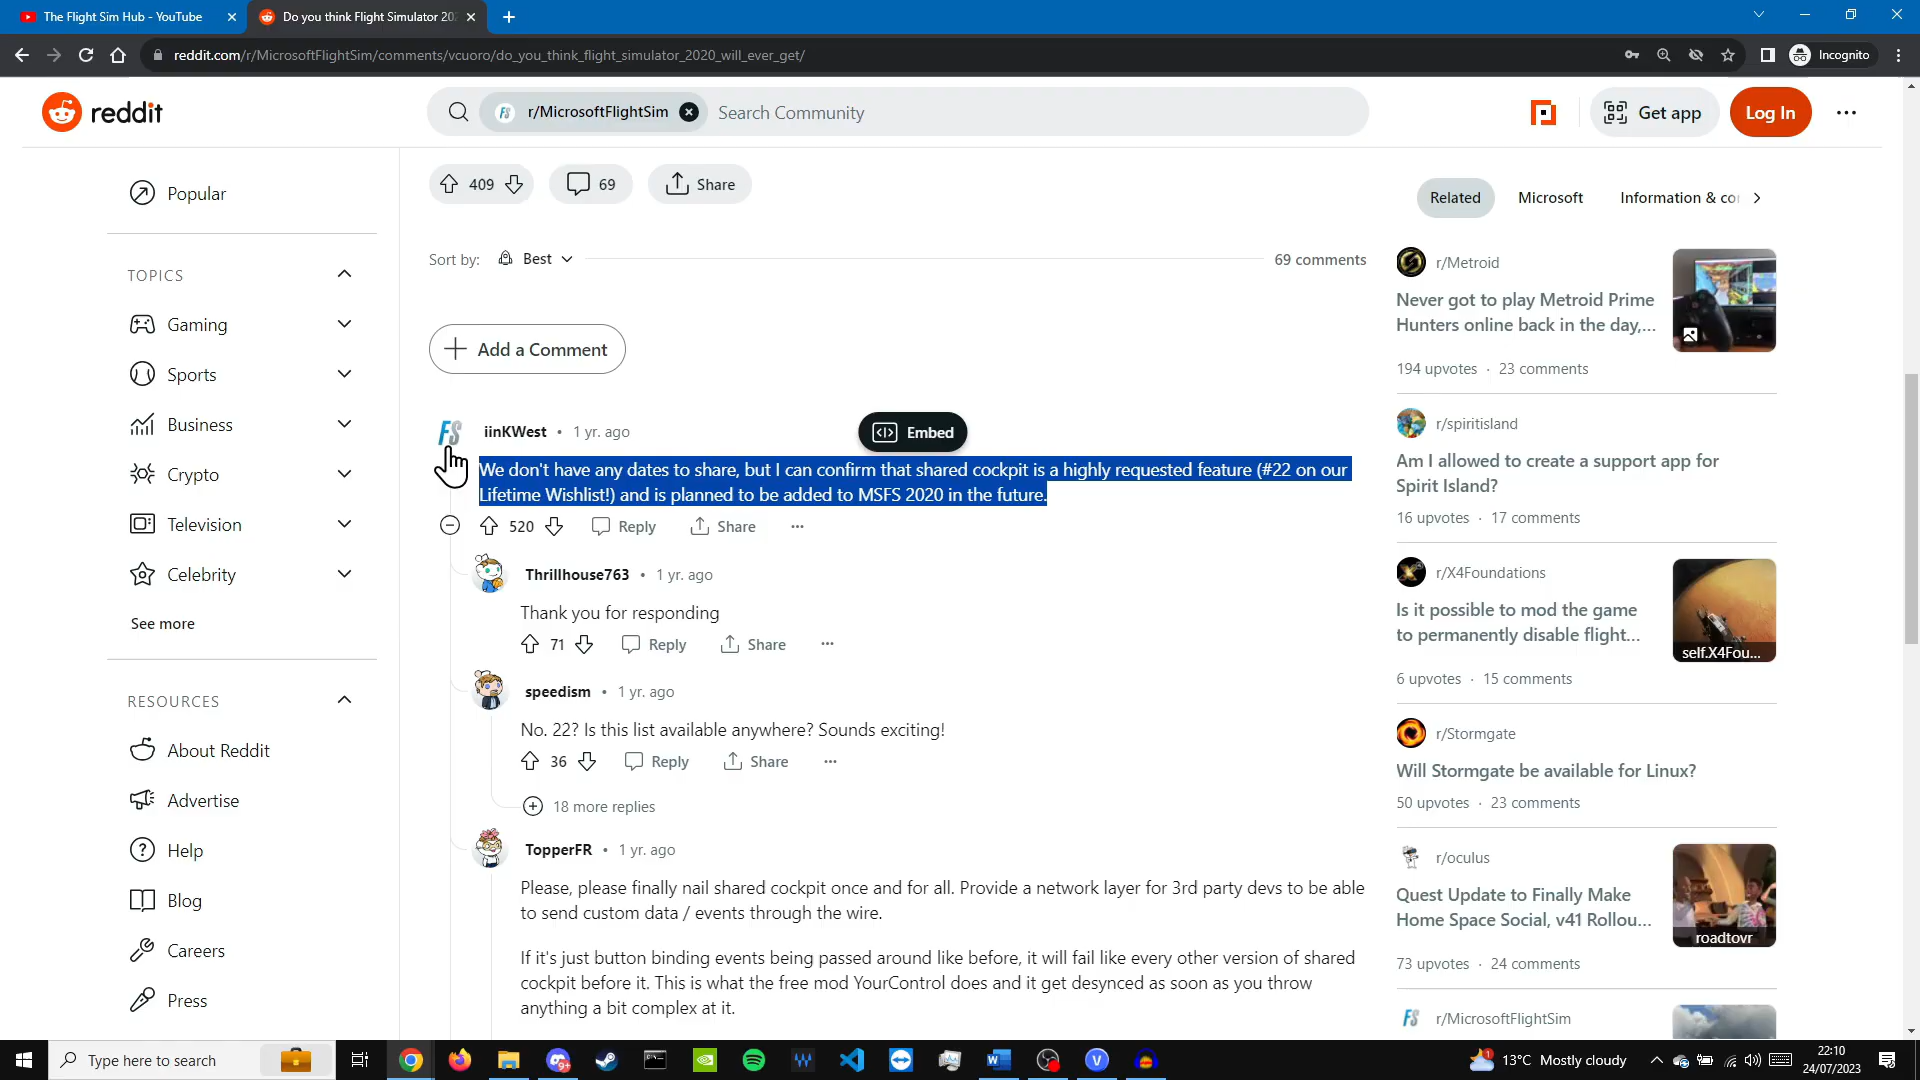 The Flight Sim Hub - YouTube
Do you think Flight Simulator 202
reddit.com/r/MicrosoftFlightSim/comments/vcuoro/do_you_think_flight_simulator_2020_will_ever_get/
Incognito
reddit
r/MicrosoftFlightSim
Search Community
Get app
Log In
Popular
TOPICS
Gaming
Sports
Business
Crypto
Television
Celebrity
See more
RESOURCES
About Reddit
Advertise
Help
Blog
Careers
Press
409
69
Share
Sort by:
Best
69 comments
Add a Comment
iinKWest • 1 yr. ago
Embed
We don't have any dates to share, but I can confirm that shared cockpit is a highly requested feature (#22 on our
Lifetime Wishlist!) and is planned to be added to MSFS 2020 in the future.
520
Reply
Share
Thrillhouse763 • 1 yr. ago
Thank you for responding
71
Reply
Share
speedism • 1 yr. ago
No. 22? Is this list available anywhere? Sounds exciting!
36
Reply
Share
18 more replies
TopperFR • 1 yr. ago
Please, please finally nail shared cockpit once and for all. Provide a network layer for 3rd party devs to be able
to send custom data / events through the wire.
If it's just button binding events being passed around like before, it will fail like every other version of shared
cockpit before it. This is what the free mod YourControl does and it get desynced as soon as you throw
anything a bit complex at it.
Related
Microsoft
Information & co
r/Metroid
Never got to play Metroid Prime
Hunters online back in the day,...
194 upvotes · 23 comments
r/spiritisland
Am I allowed to create a support app for
Spirit Island?
16 upvotes · 17 comments
r/X4Foundations
Is it possible to mod the game
to permanently disable flight...
self.X4Fou...
6 upvotes · 15 comments
r/Stormgate
Will Stormgate be available for Linux?
50 upvotes · 23 comments
r/oculus
Quest Update to Finally Make
Home Space Social, v41 Rollou...
roadtovr
73 upvotes · 24 comments
r/MicrosoftFlightSim
Type here to search
13°C Mostly cloudy
22:10
24/07/2023